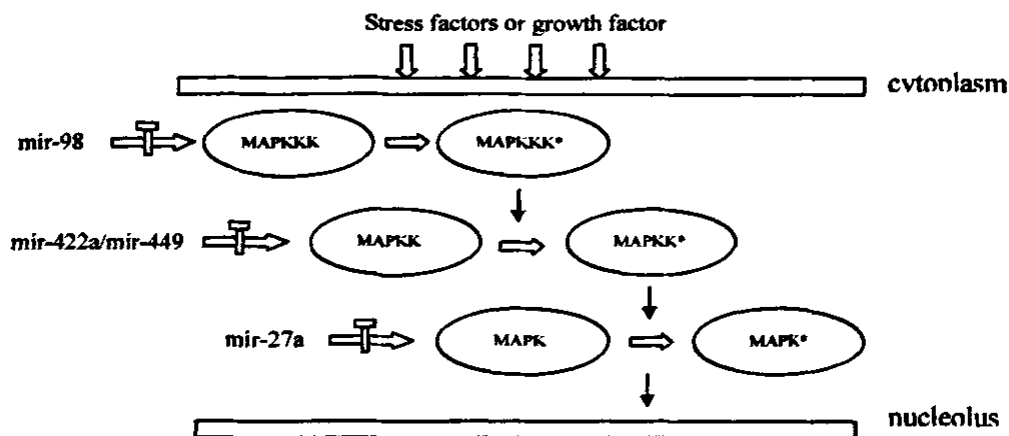 Stress factors or growth factor
cytoplasm
mir-98 MAPKKK MAPKKK*
mir-422a/mir-449 MAPKK MAPKK*
mir-27a MAPK MAPK*
nucleolus